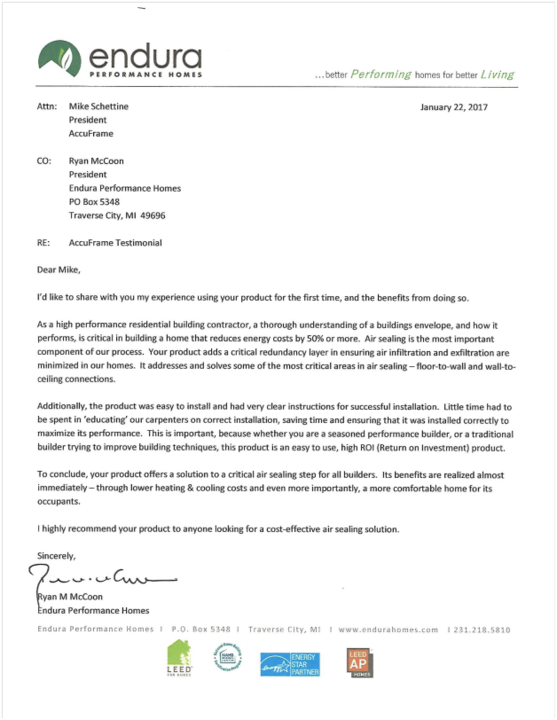 endura
PERFORMANCE HOMES
...better Performing homes for better Living
Attn: Mike Schettine
President
AccuFrame
January 22, 2017
CO: Ryan McCoon
President
Endura Performance Homes
PO Box 5348
Traverse City, MI 49696
RE: AccuFrame Testimonial
Dear Mike,
I'd like to share with you my experience using your product for the first time, and the benefits from doing so.
As a high performance residential building contractor, a thorough understanding of a buildings envelope, and how it
performs, is critical in building a home that reduces energy costs by 50% or more. Air sealing is the most important
component of our process. Your product adds a critical redundancy layer in ensuring air infiltration and exfiltration are
minimized in our homes. It addresses and solves some of the most critical areas in air sealing – floor-to-wall and wall-to-
ceiling connections.
Additionally, the product was easy to install and had very clear instructions for successful installation. Little time had to
be spent in 'educating' our carpenters on correct installation, saving time and ensuring that it was installed correctly to
maximize its performance. This is important, because whether you are a seasoned performance builder, or a traditional
builder trying to improve building techniques, this product is an easy to use, high ROI (Return on Investment) product.
To conclude, your product offers a solution to a critical air sealing step for all builders. Its benefits are realized almost
immediately – through lower heating & cooling costs and even more importantly, a more comfortable home for its
occupants.
I highly recommend your product to anyone looking for a cost-effective air sealing solution.
Sincerely,
Ryan M McCoon
Endura Performance Homes
Endura Performance Homes | P.O. Box 5348 | Traverse City, MI | www.endurahomes.com | 231.218.5810
LEED
FOR HOMES
ENERGY
STAR
PARTNER
LEED
AP
HOMES